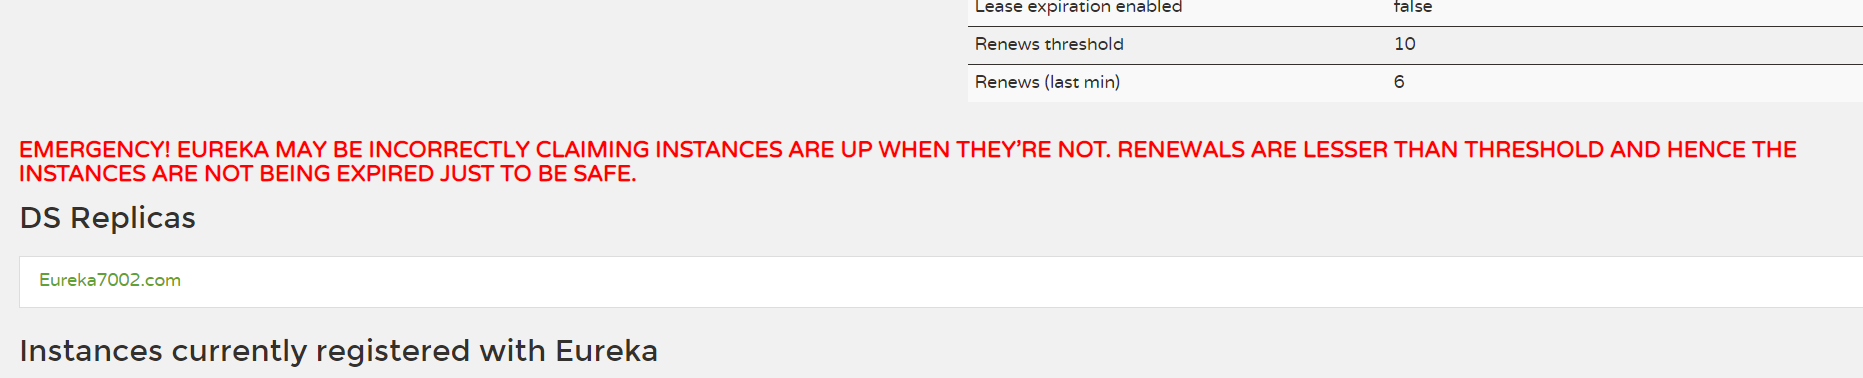 Lease expiration enabled false
Renews threshold 10
Renews (last min) 6
EMERGENCY! EUREKA MAY BE INCORRECTLY CLAIMING INSTANCES ARE UP WHEN THEY'RE NOT. RENEWALS ARE LESSER THAN THRESHOLD AND HENCE THE
INSTANCES ARE NOT BEING EXPIRED JUST TO BE SAFE.
DS Replicas
Eureka7002.com
Instances currently registered with Eureka